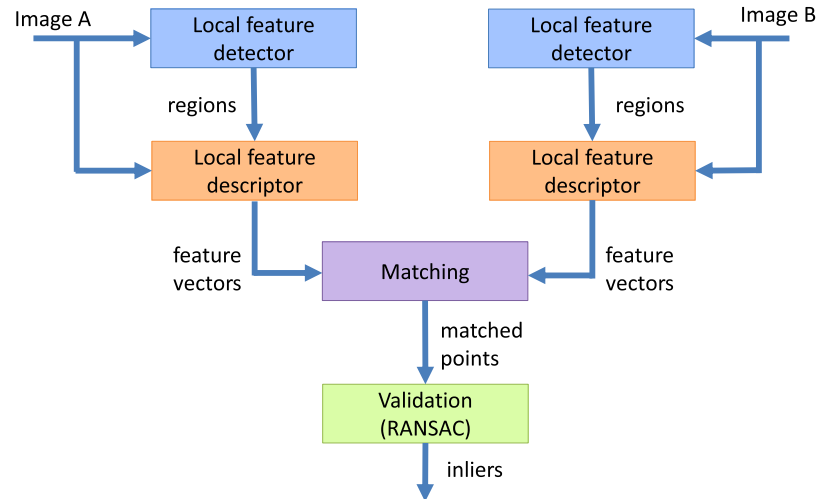 Image A
Image B
Local feature
detector
Local feature
detector
regions
regions
Local feature
descriptor
Local feature
descriptor
feature
vectors
Matching
feature
vectors
matched
points
Validation
(RANSAC)
inliers